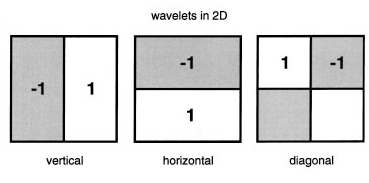 wavelets in 2D
-1 1
-1
1
1 -1
vertical horizontal diagonal